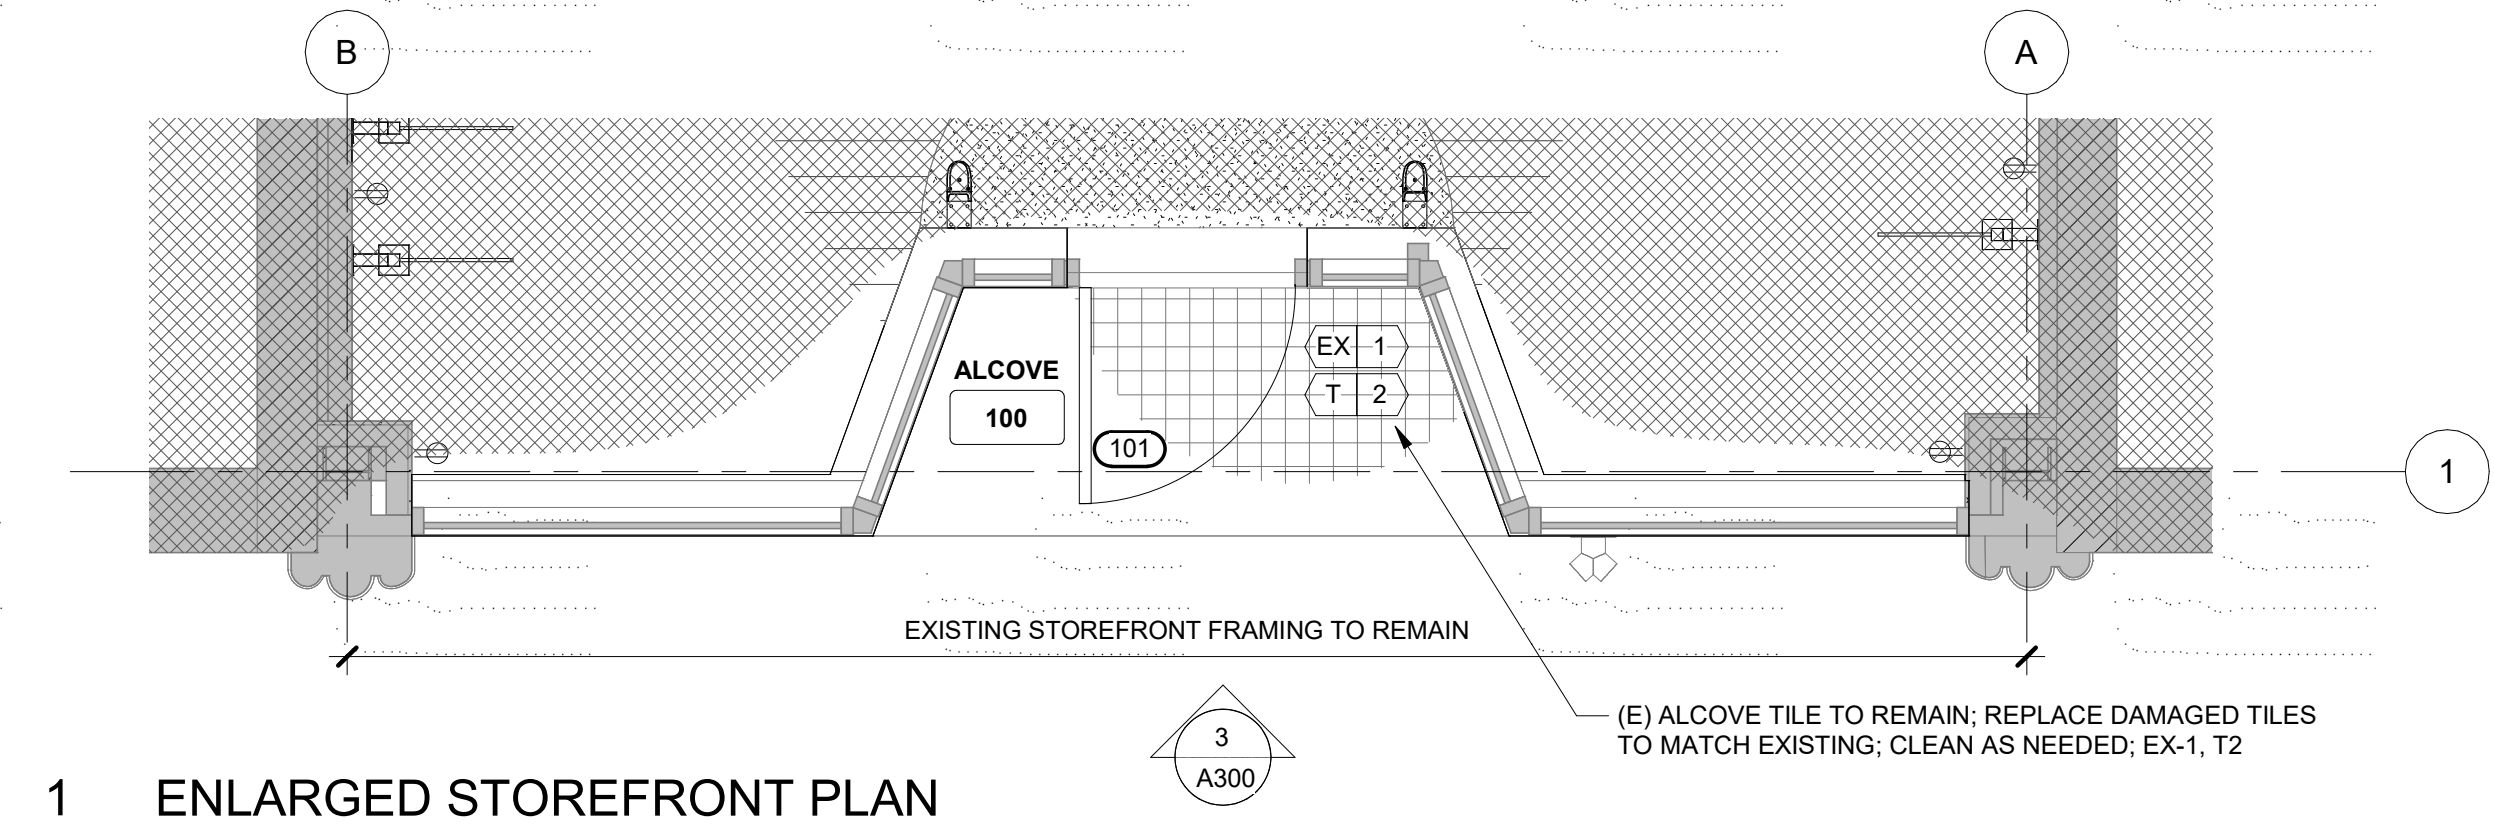 B
A
EX 1
ALCOVE
T 2
100
101
1
EXISTING STOREFRONT FRAMING TO REMAIN
(E) ALCOVE TILE TO REMAIN; REPLACE DAMAGED TILES
TO MATCH EXISTING; CLEAN AS NEEDED; EX-1, T2
3
A300
1 ENLARGED STOREFRONT PLAN